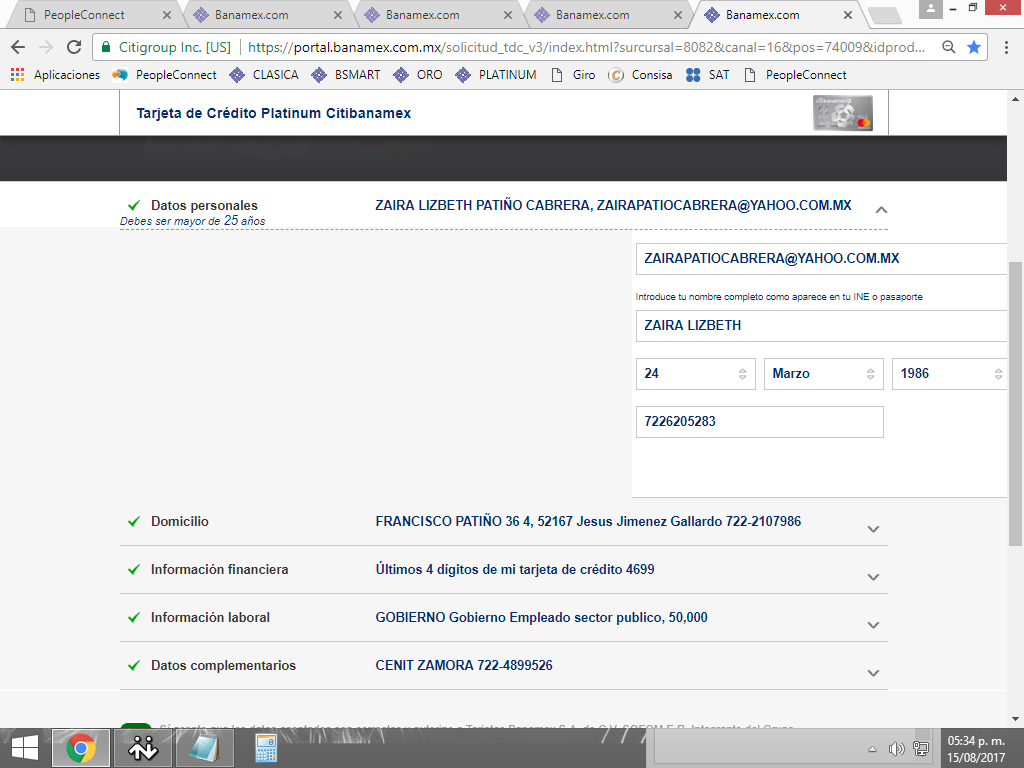 PeopleConnect Banamex.com Banamex.com Banamex.com Banamex.com
Citigroup Inc. [US] https://portal.banamex.com.mx/solicitud_tdc_v3/index.html?surcursal=8082&canal=16&pos=74009&idprod...
Aplicaciones PeopleConnect CLASICA BSMART ORO PLATINUM Giro Consisa SAT PeopleConnect
Tarjeta de Crédito Platinum Citibanamex
Datos personales ZAIRA LIZBETH PATIÑO CABRERA, ZAIRAPATIOCABRERA@YAHOO.COM.MX
Debes ser mayor de 25 años
ZAIRAPATIOCABRERA@YAHOO.COM.MX
Introduce tu nombre completo como aparece en tu INE o pasaporte
ZAIRA LIZBETH
24 Marzo 1986
7226205283
Domicilio FRANCISCO PATIÑO 36 4, 52167 Jesus Jimenez Gallardo 722-2107986
Información financiera Últimos 4 dígitos de mi tarjeta de crédito 4699
Información laboral GOBIERNO Gobierno Empleado sector publico, 50,000
Datos complementarios CENIT ZAMORA 722-4899526
05:34 p. m.
15/08/2017